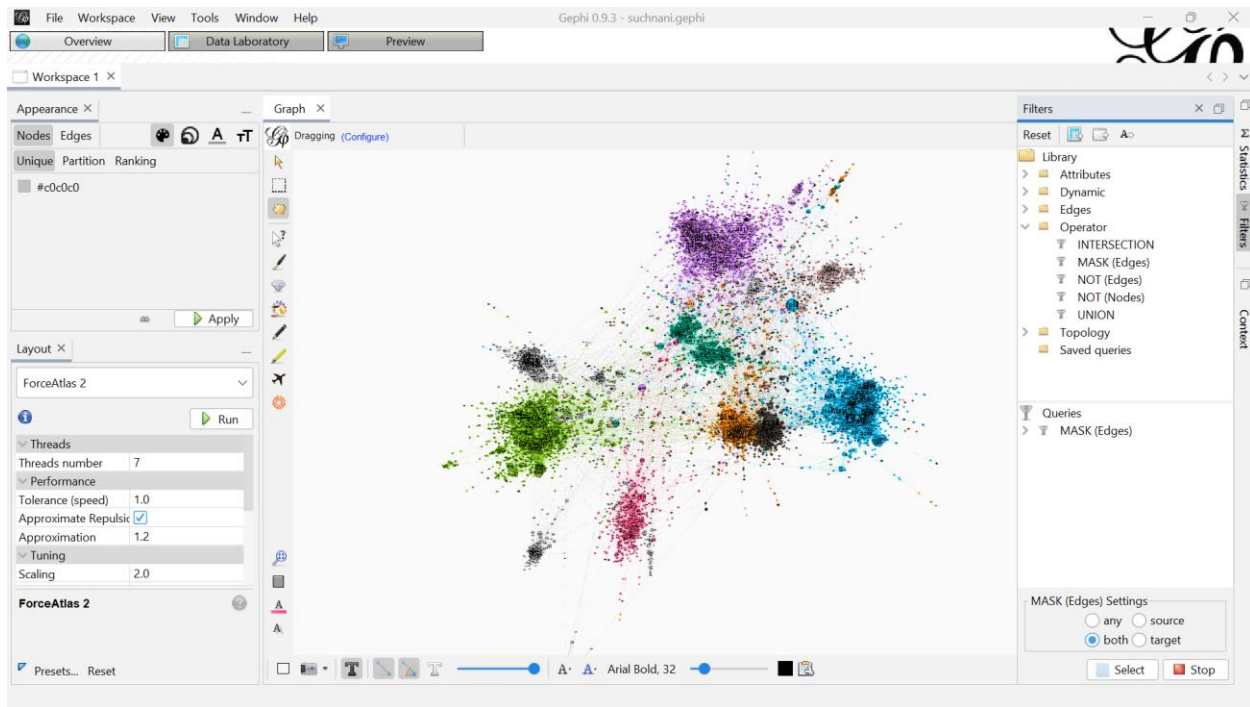 File Workspace View Tools Window Help
Gephi 0.9.3 - suchnani.gephi
Overview
Data Laboratory
Preview
Workspace 1
Appearance
Nodes Edges
Unique Partition Ranking
#c0c0c0
Apply
Layout
ForceAtlas 2
Run
Threads
Threads number 7
Performance
Tolerance (speed) 1.0
Approximate Repulsic
Approximation 1.2
Tuning
Scaling 2.0
ForceAtlas 2
Presets... Reset
Graph
Dragging (Configure)
Arial Bold, 32
Filters
Reset
Library
Attributes
Dynamic
Edges
Operator
INTERSECTION
MASK (Edges)
NOT (Edges)
NOT (Nodes)
UNION
Topology
Saved queries
Queries
MASK (Edges)
MASK (Edges) Settings
any source
both target
Select Stop
Statistics
Filters
Context